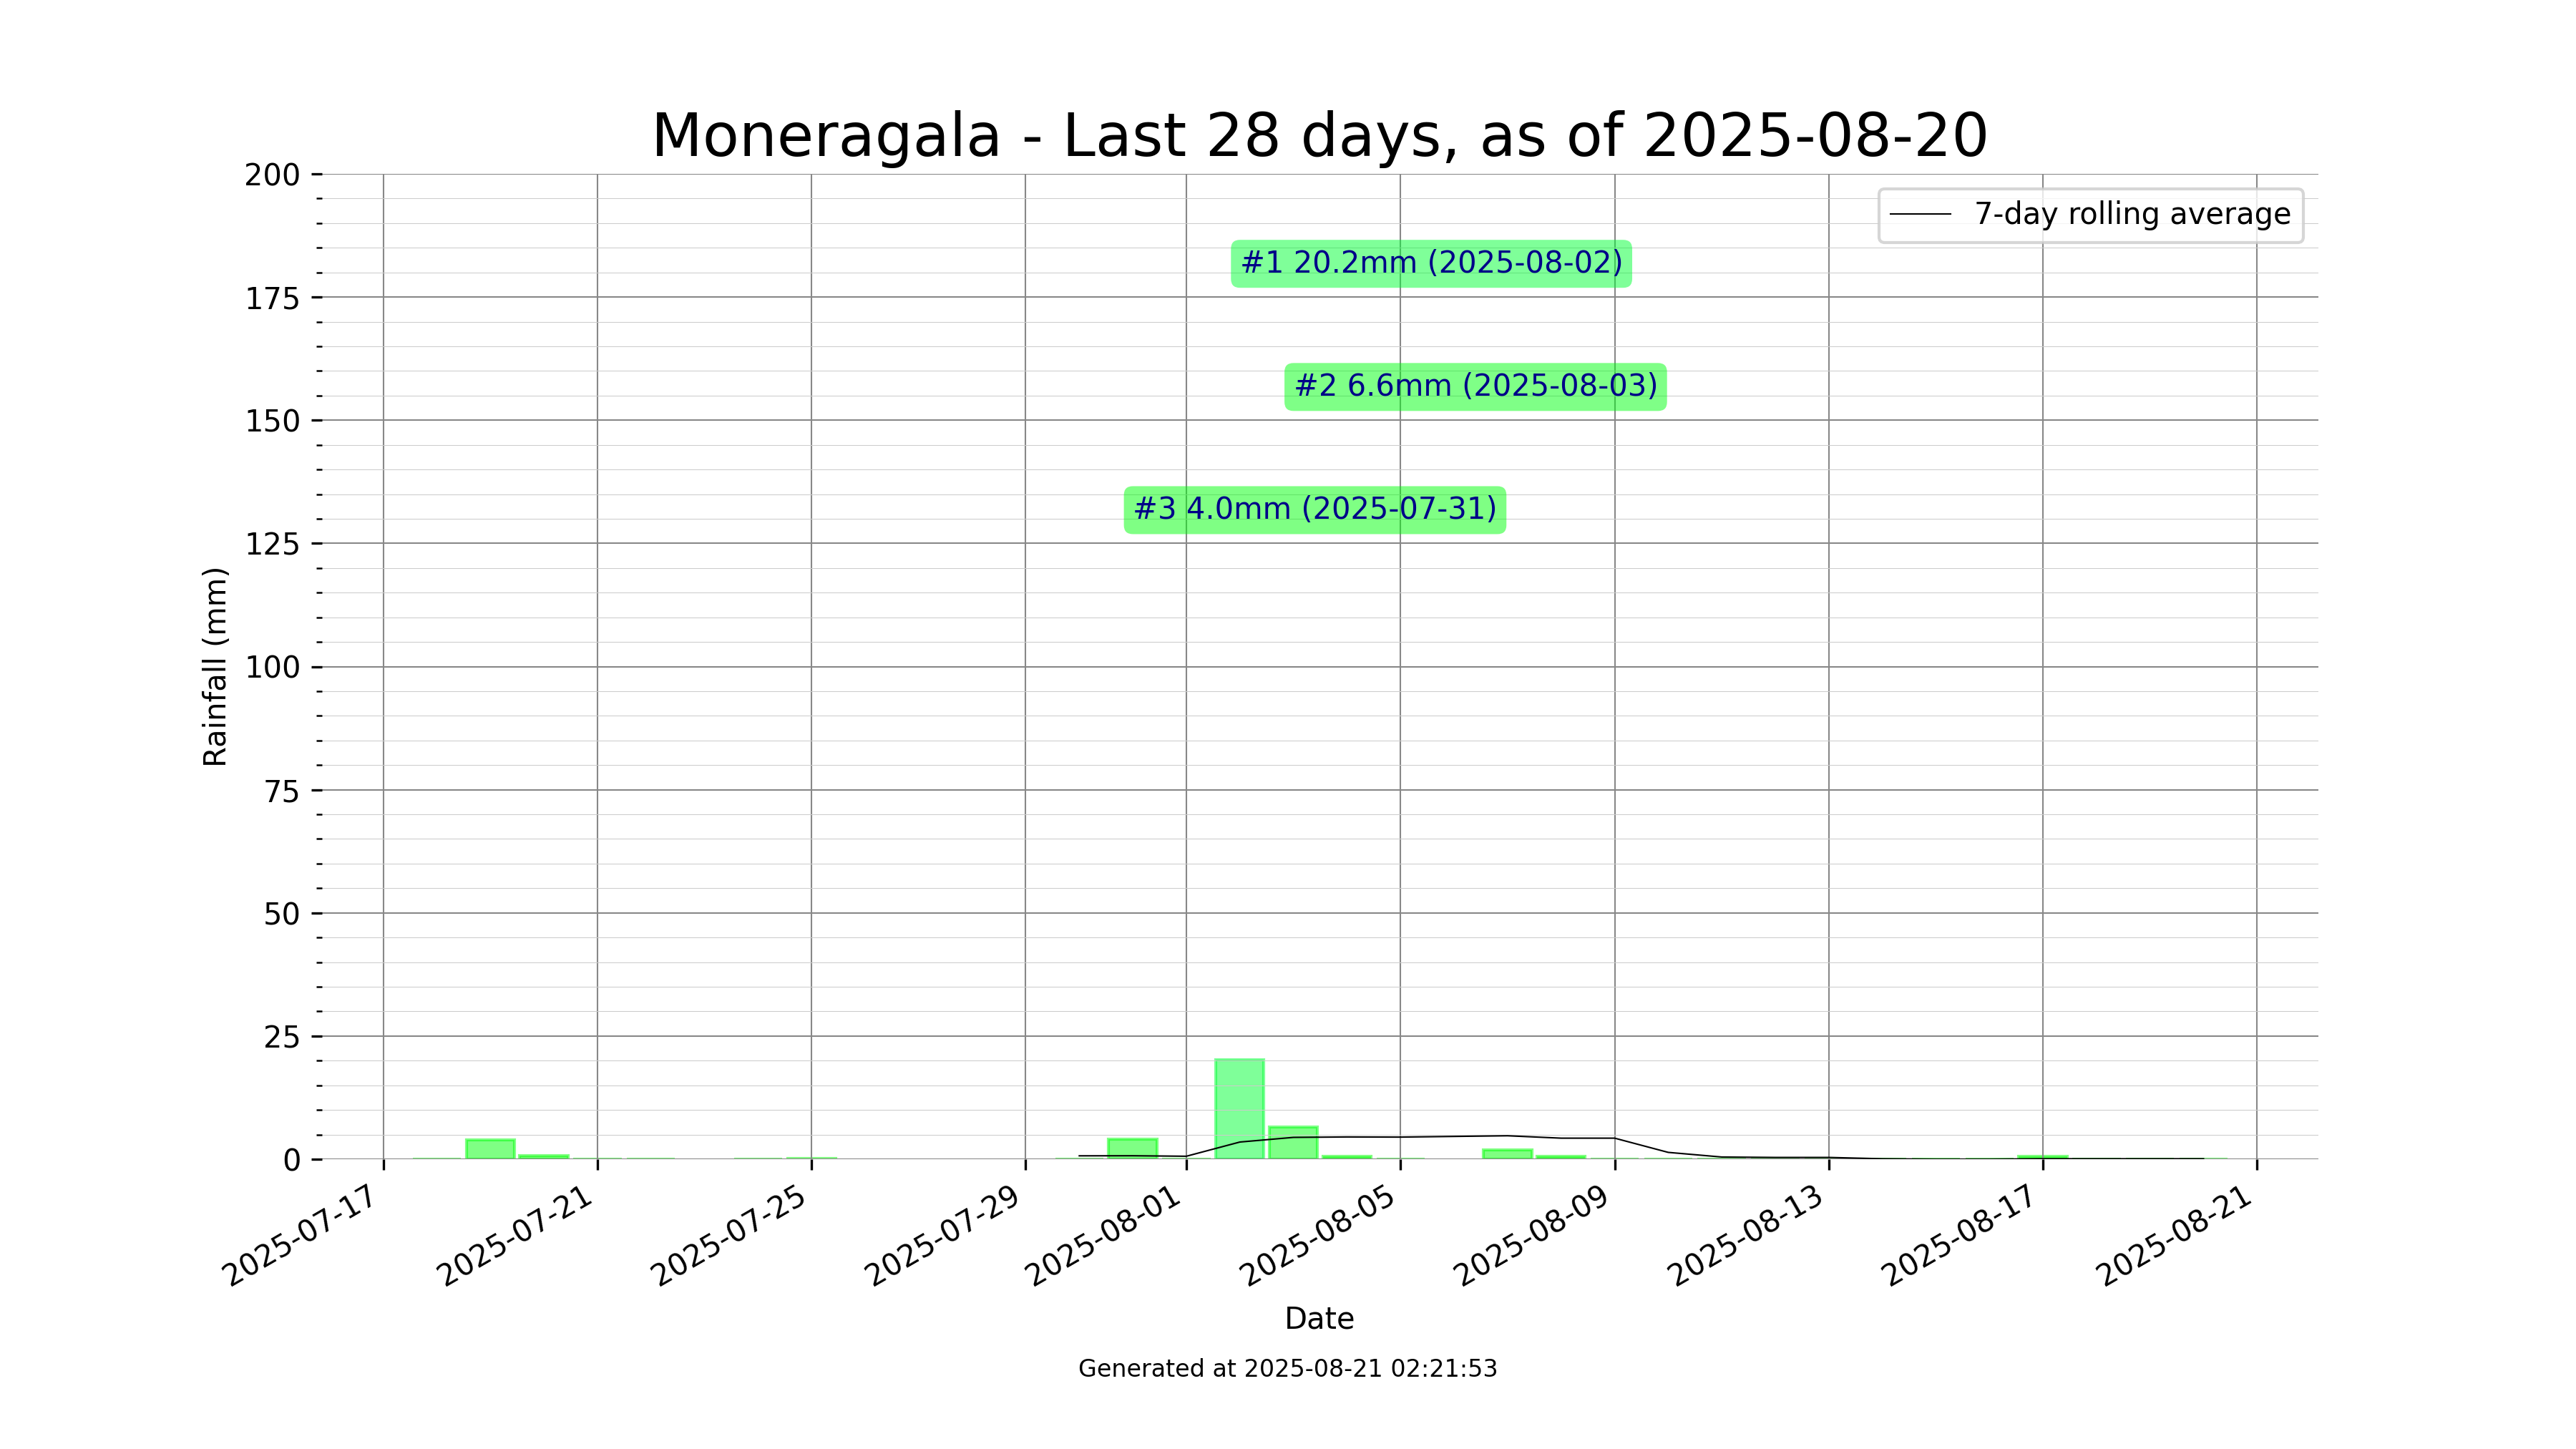 Moneragala - Last 28 days, as of 2025-08-20
7-day rolling average
#1 20.2mm (2025-08-02)
#2 6.6mm (2025-08-03)
#3 4.0mm (2025-07-31)
Rainfall (mm)
200
175
150
125
100
75
50
25
0
2025-07-17
2025-07-21
2025-07-25
2025-07-29
2025-08-01
2025-08-05
2025-08-09
2025-08-13
2025-08-17
2025-08-21
Date
Generated at 2025-08-21 02:21:53